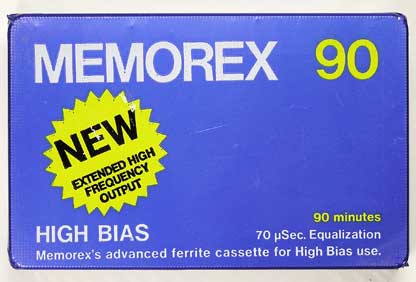 MEMOREX 90
NEW
EXTENDED HIGH
FREQUENCY
OUTPUT
90 minutes
HIGH BIAS 70 µSec. Equalization
Memorex's advanced ferrite cassette for High Bias use.